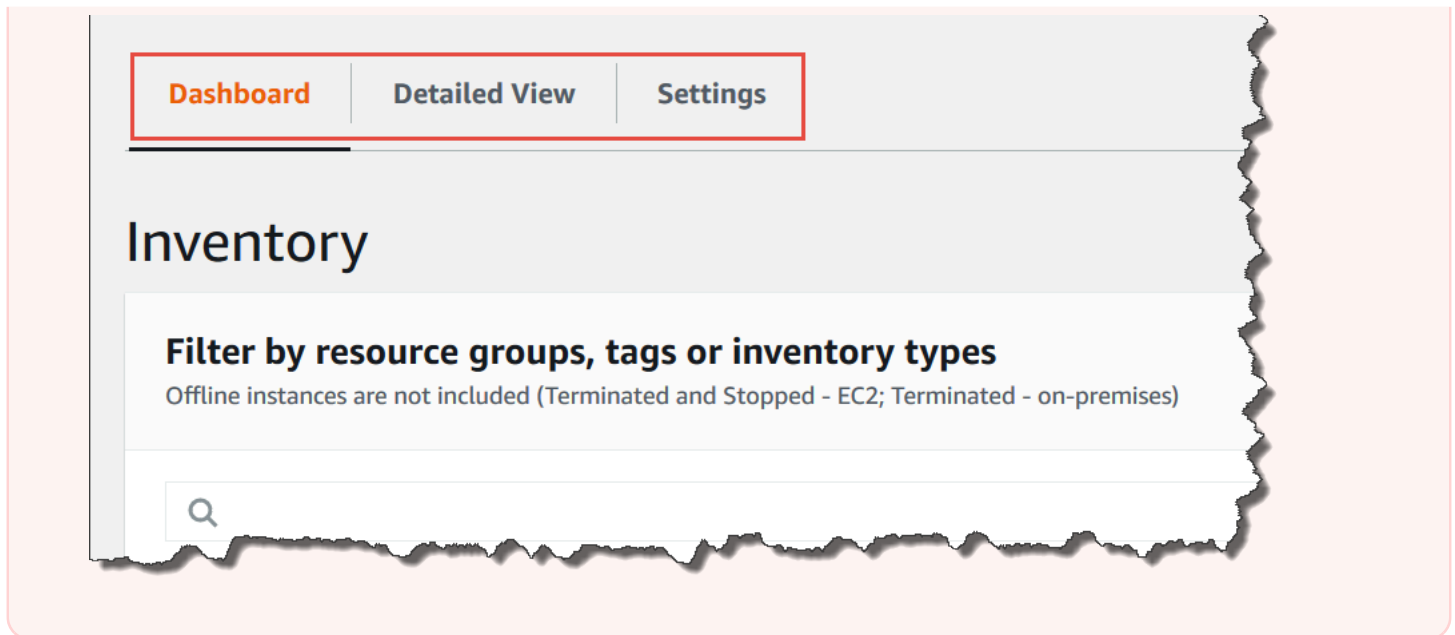 Dashboard Detailed View Settings
Inventory
Filter by resource groups, tags or inventory types
Offline instances are not included (Terminated and Stopped - EC2; Terminated - on-premises)